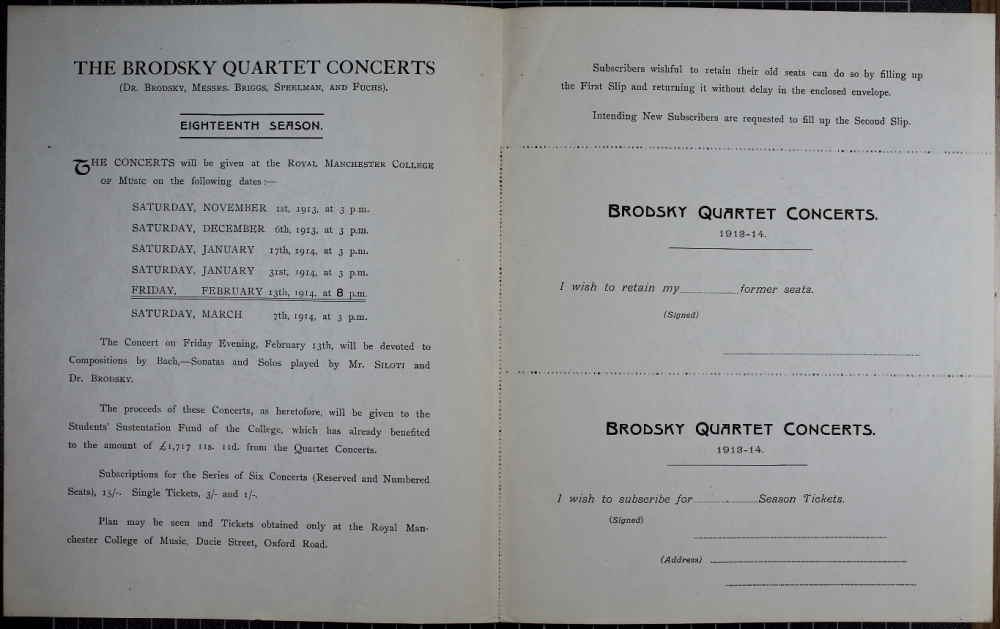 THE BRODSKY QUARTET CONCERTS
(DR. BRODSKY, MESSRS. BRIGGS, SPEELMAN, AND FUCHS).
EIGHTEENTH SEASON.
THE CONCERTS will be given at the ROYAL MANCHESTER COLLEGE
OF MUSIC on the following dates:—
SATURDAY, NOVEMBER 1st, 1913, at 3 p.m.
SATURDAY, DECEMBER 6th, 1913, at 3 p.m.
SATURDAY, JANUARY 17th, 1914, at 3 p.m.
SATURDAY, JANUARY 31st, 1914, at 3 p.m.
FRIDAY, FEBRUARY 13th, 1914, at 8 p.m.
SATURDAY, MARCH 7th, 1914, at 3 p.m.
The Concert on Friday Evening, February 13th, will be devoted to
Compositions by Bach,—Sonatas and Solos played by Mr. SILOTI and
Dr. BRODSKY.
The proceeds of these Concerts, as heretofore, will be given to the
Students' Sustentation Fund of the College, which has already benefited
to the amount of £1,717 11s. 11d. from the Quartet Concerts.
Subscriptions for the Series of Six Concerts (Reserved and Numbered
Seats), 15/-. Single Tickets, 3/- and 1/-.
Plan may be seen and Tickets obtained only at the Royal Man-
chester College of Music, Ducie Street, Oxford Road.
Subscribers wishful to retain their old seats can do so by filling up
the First Slip and returning it without delay in the enclosed envelope.
Intending New Subscribers are requested to fill up the Second Slip.
BRODSKY QUARTET CONCERTS.
1913-14.
I wish to retain my..................former seats.
(Signed)
BRODSKY QUARTET CONCERTS.
1913-14.
I wish to subscribe for..................Season Tickets.
(Signed)
(Address)